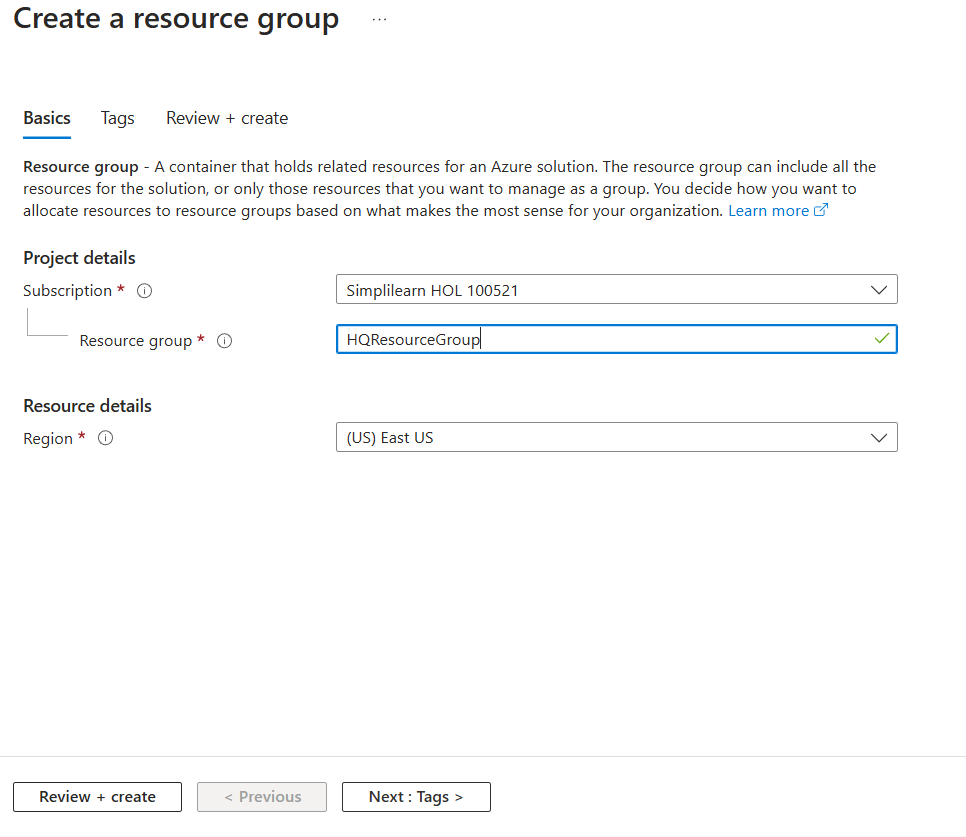 Create a resource group ...
Basics Tags Review + create
Resource group - A container that holds related resources for an Azure solution. The resource group can include all the
resources for the solution, or only those resources that you want to manage as a group. You decide how you want to
allocate resources to resource groups based on what makes the most sense for your organization. Learn more
Project details
Subscription * Simplilearn HOL 100521
Resource group * HQResourceGroup
Resource details
Region * (US) East US
Review + create < Previous Next : Tags >